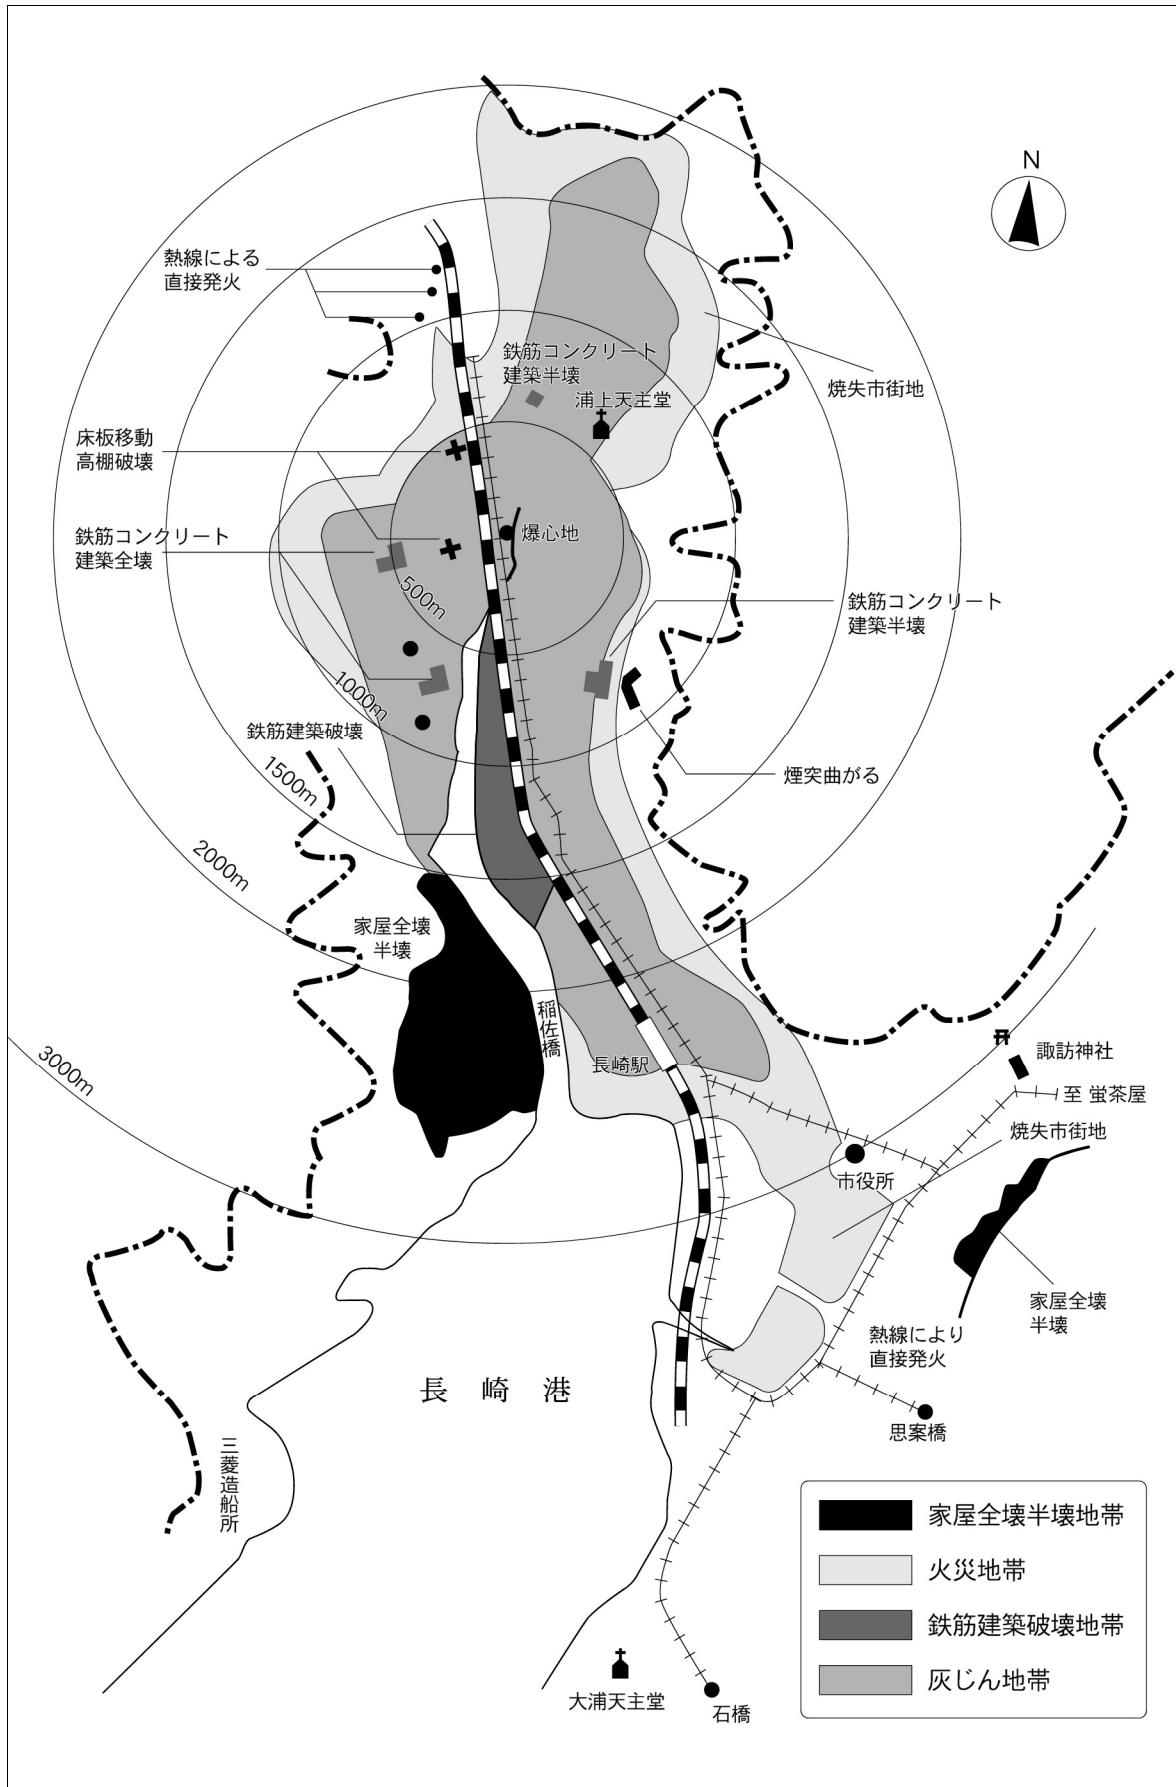 N
熱線による
直接発火
鉄筋コンクリート
建築半壊
浦上天主堂
焼失市街地
床板移動
高棚破壊
鉄筋コンクリート
建築全壊
爆心地
500m
鉄筋コンクリート
建築半壊
1000m
鉄筋建築破壊
1500m
煙突曲がる
2000m
家屋全壊
半壊
稲佐橋
3000m
長崎駅
諏訪神社
至 蛍茶屋
焼失市街地
市役所
家屋全壊
半壊
熱線により
直接発火
長崎港
思案橋
三菱造船所
大浦天主堂
石橋
家屋全壊半壊地帯
火災地帯
鉄筋建築破壊地帯
灰じん地帯